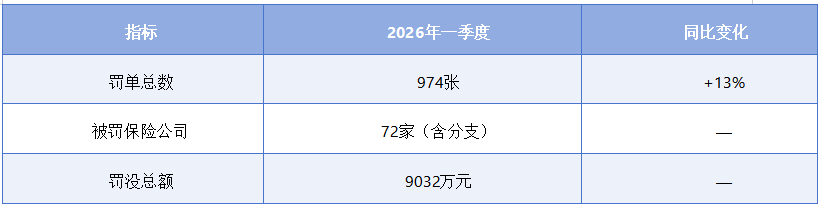 指标 2026年一季度 同比变化
罚单总数 974张 +13%
被罚保险公司 72家（含分支） —
罚没总额 9032万元 —